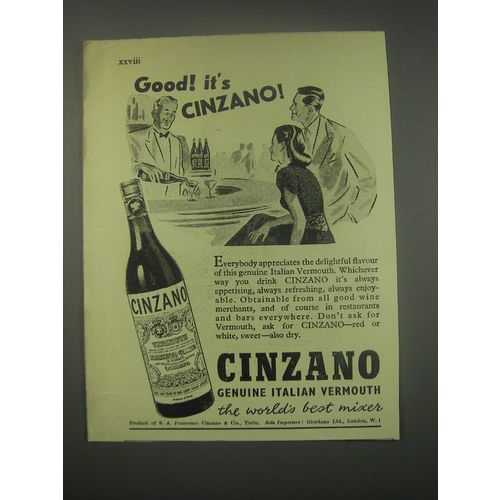 xxviii
Good! it's
CINZANO!
CINZANO
VERMOUTH
Everybody appreciates the delightful flavour
of this genuine Italian Vermouth. Whichever
way you drink CINZANO it's always
appetising, always refreshing, always enjoy-
able. Obtainable from all good wine
merchants, and of course in restaurants
and bars everywhere. Don't ask for
Vermouth, ask for CINZANO—red or
white, sweet—also dry.
CINZANO
GENUINE ITALIAN VERMOUTH
the world's best mixer
Product of S. A. Francesco Cinzano & Cia., Turin. Sole Importers: Giordano Ltd., London, W.1